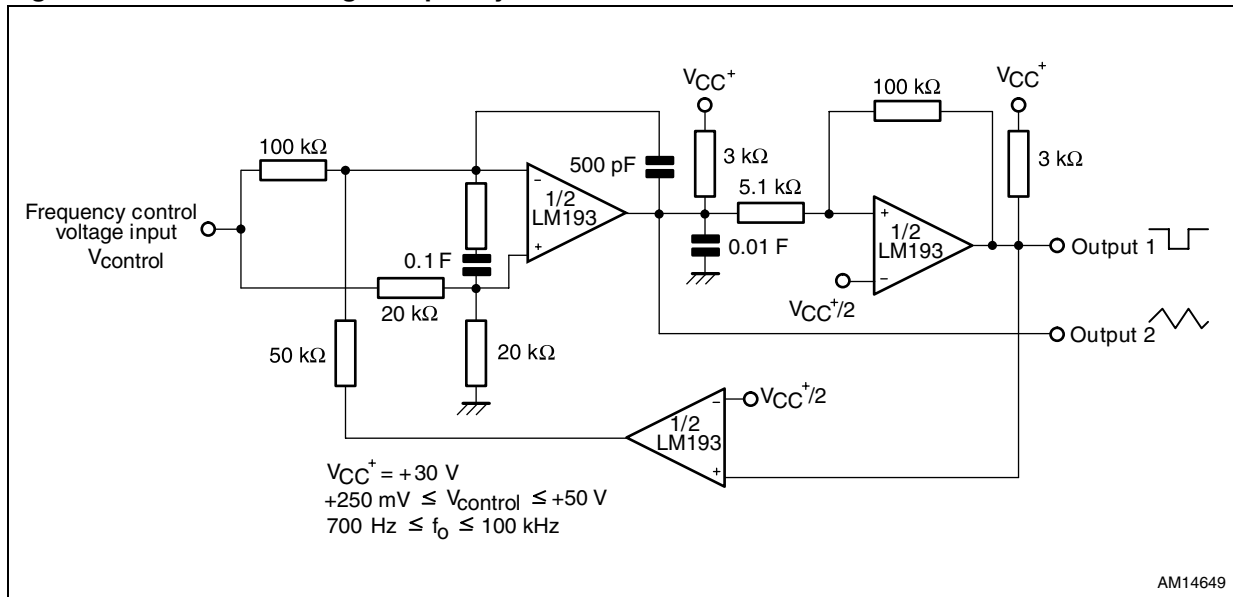 VCC+
VCC+
100 kΩ
100 kΩ
500 pF
3 kΩ
3 kΩ
5.1 kΩ
1/2
LM193
1/2
LM193
Frequency control
voltage input
Vcontrol
0.1 F
0.01 F
Output 1
VCC+/2
20 kΩ
Output 2
50 kΩ
20 kΩ
VCC+/2
1/2
LM193
VCC+ = +30 V
+250 mV ≤ Vcontrol ≤ +50 V
700 Hz ≤ fo ≤ 100 kHz
AM14649